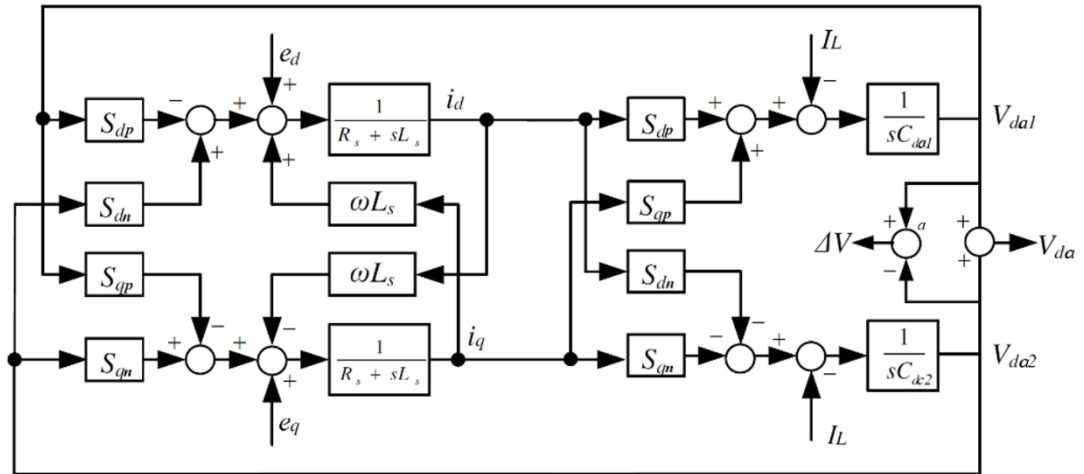 e_d
I_L
S_dp
−
+
+
+
1
R_s + sL_s
i_d
S_dp
+
+
−
+
1
sC_da1
V_da1
S_dn
+
+
ωL_s
S_qp
+
a
ΔV
+
−
+
+
V_da
S_qp
−
−
ωL_s
S_dn
−
S_qn
+
+
+
1
R_s + sL_s
i_q
S_qn
−
+
−
1
sC_dc2
V_da2
e_q
I_L